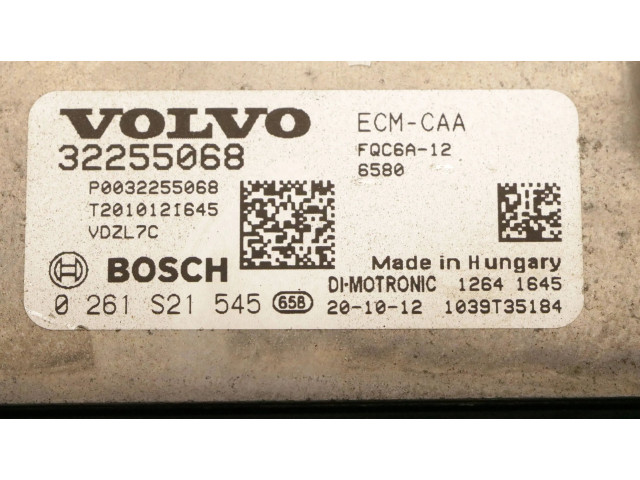 VOLVO
32255068
P0032255068
T201012I645
VDZL7C
BOSCH
0 261 S21 545 658
ECM-CAA
FQC6A-12
6580
Made in Hungary
DI-MOTRONIC 1264 1645
20-10-12 1039T35184